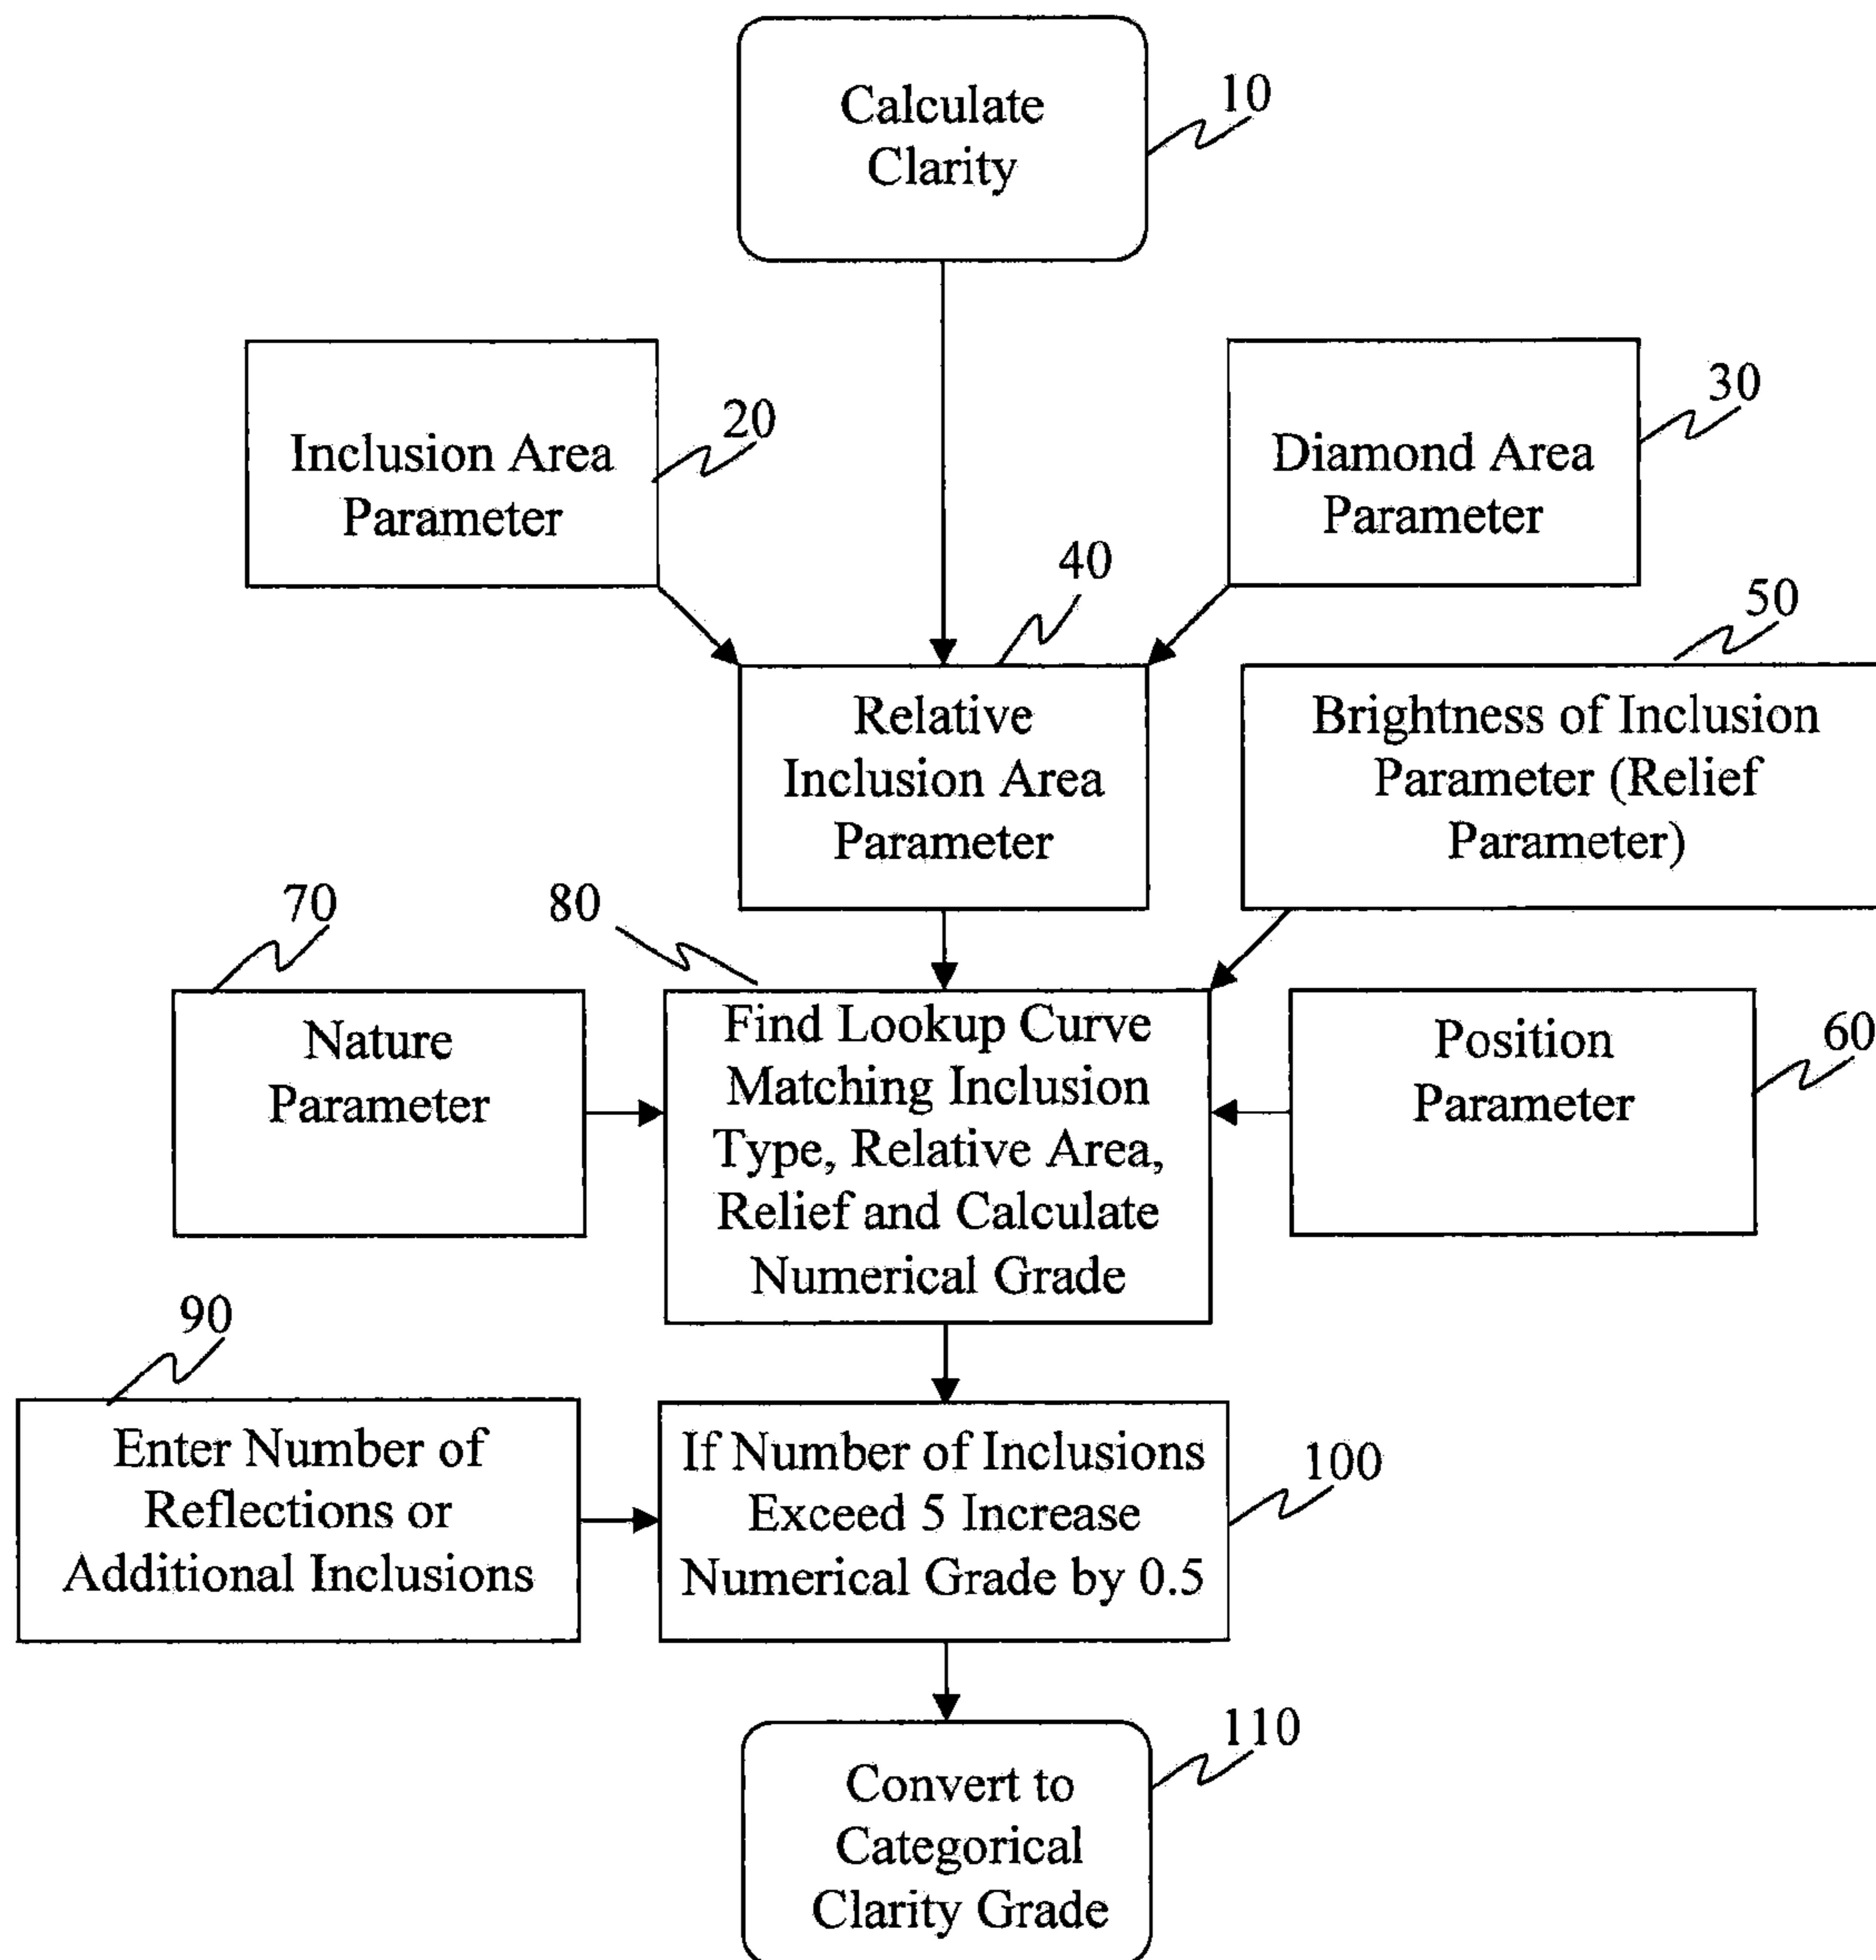 Calculate
Clarity
10
Inclusion Area
Parameter
20
Diamond Area
Parameter
30
40
Relative
Inclusion Area
Parameter
50
Brightness of Inclusion
Parameter (Relief
Parameter)
70
Nature
Parameter
80
Find Lookup Curve
Matching Inclusion
Type, Relative Area,
Relief and Calculate
Numerical Grade
Position
Parameter
60
90
Enter Number of
Reflections or
Additional Inclusions
If Number of Inclusions
Exceed 5 Increase
Numerical Grade by 0.5
100
Convert to
Categorical
Clarity Grade
110